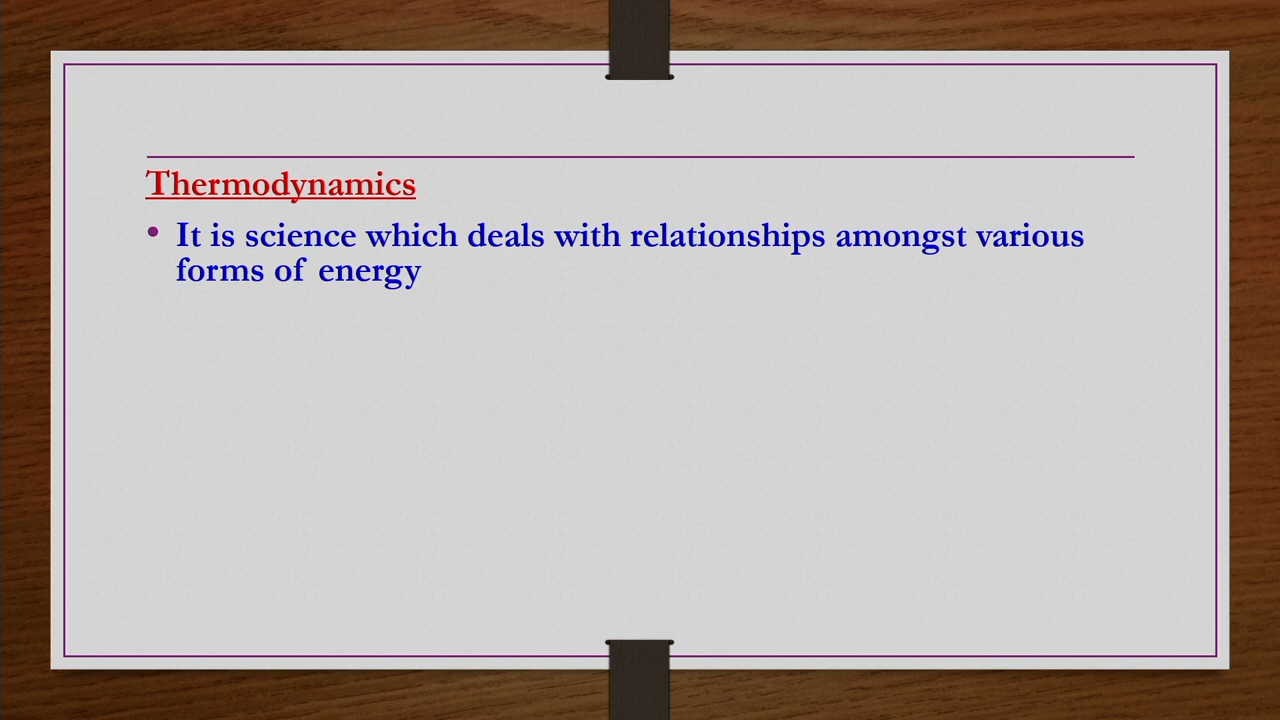 Thermodynamics
• It is science which deals with relationships amongst various
forms of energy